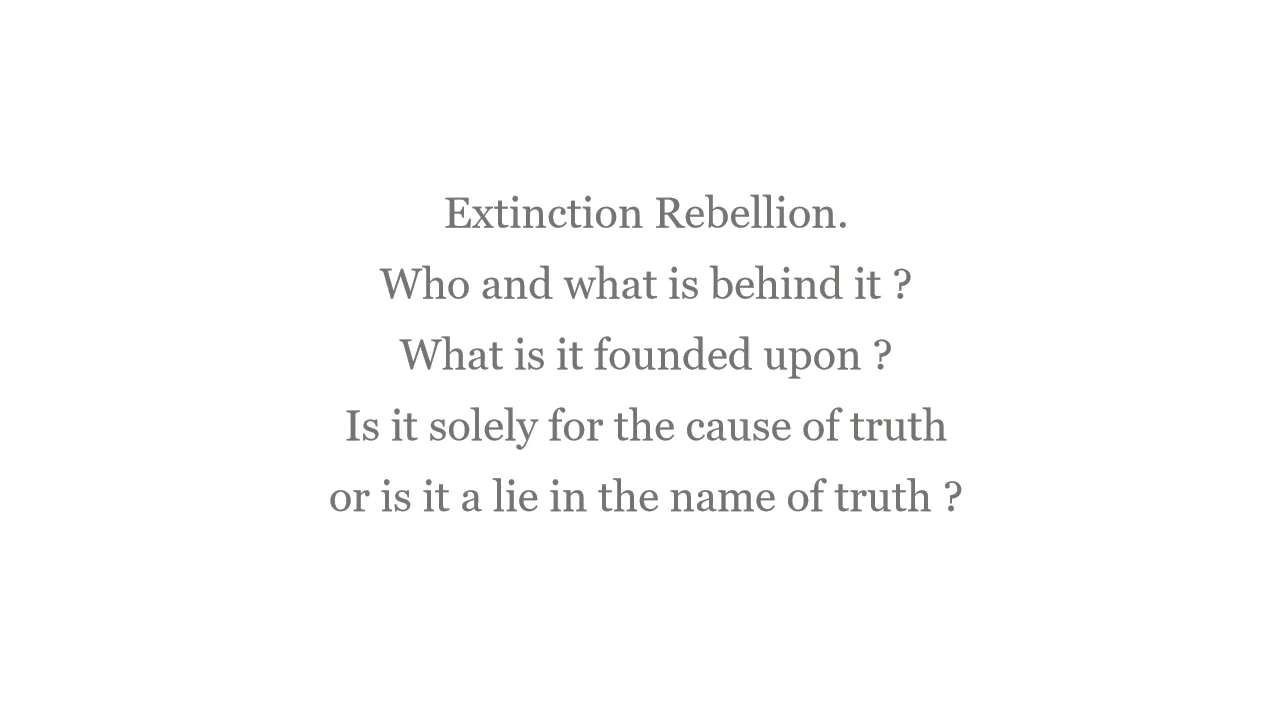 Extinction Rebellion.
Who and what is behind it ?
What is it founded upon ?
Is it solely for the cause of truth
or is it a lie in the name of truth ?